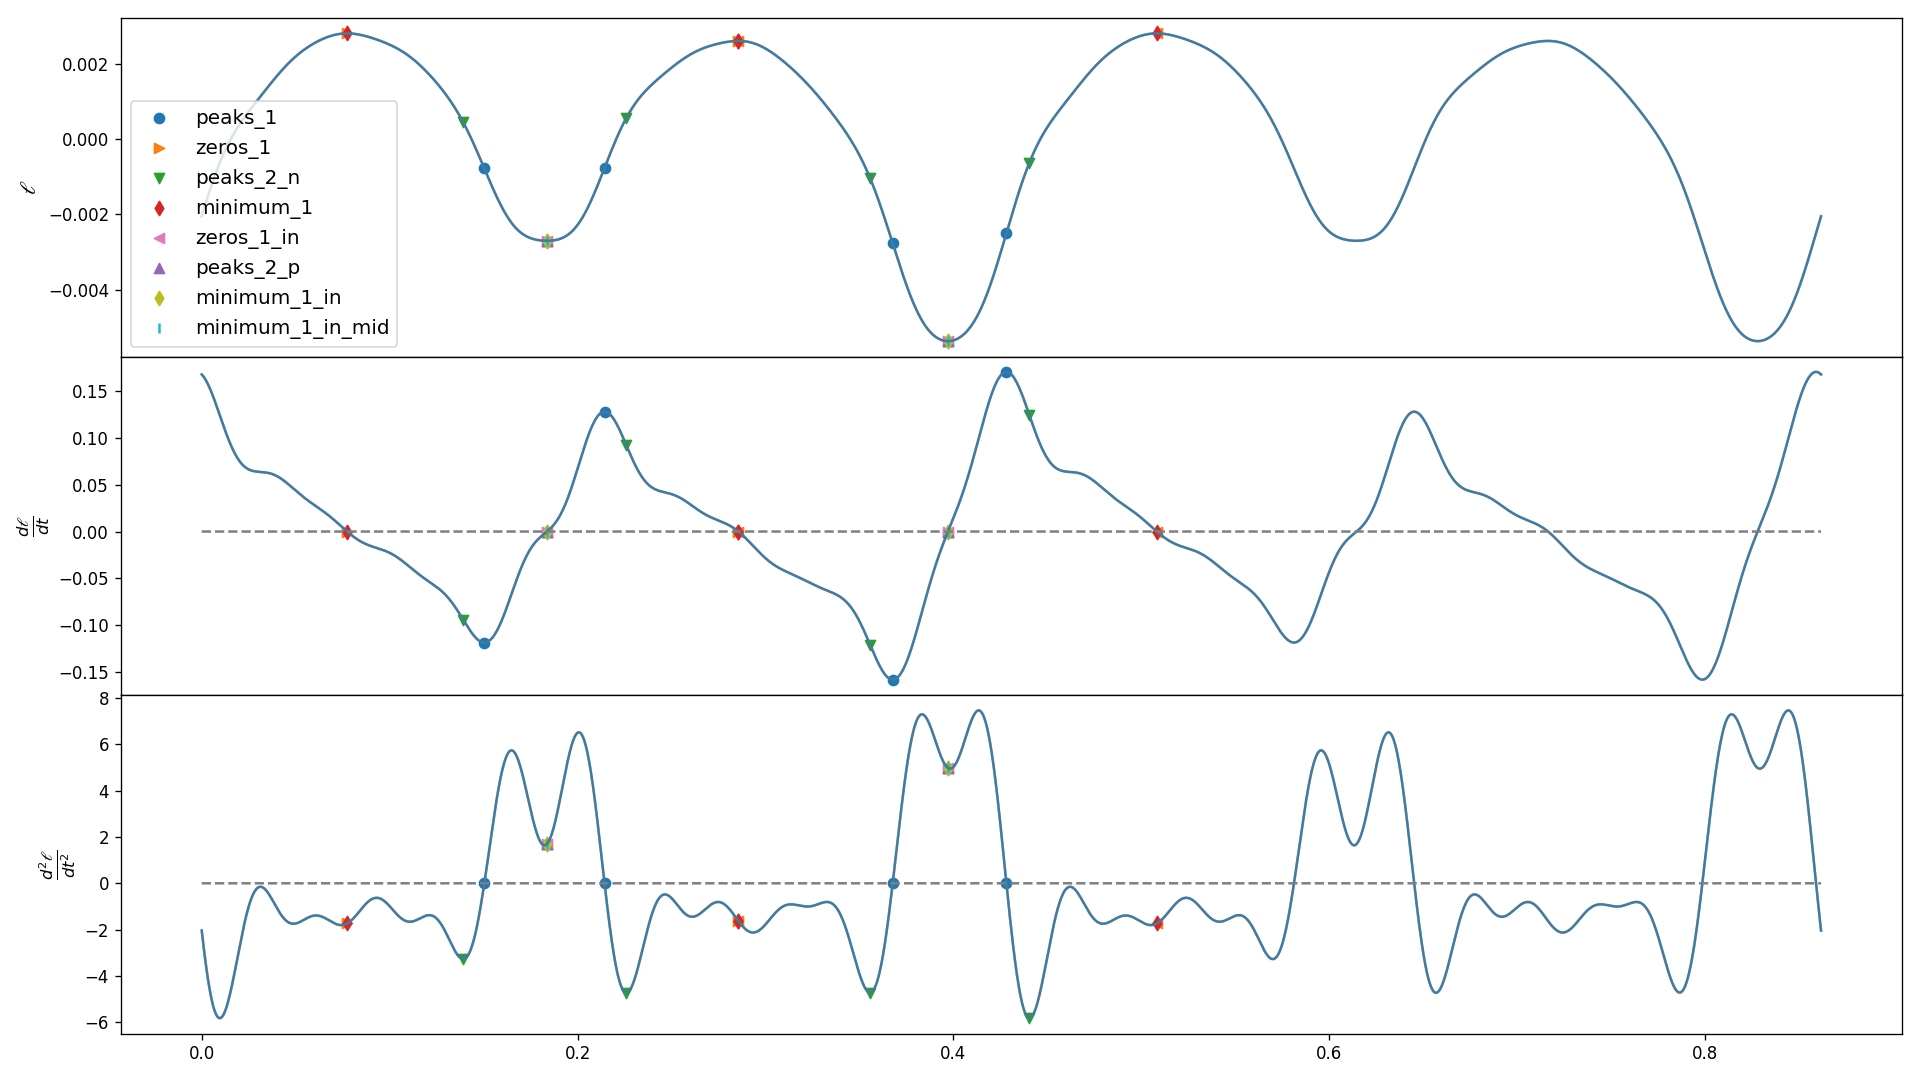 0.002
0.000
−0.002
−0.004
ℓ
peaks_1
zeros_1
peaks_2_n
minimum_1
zeros_1_in
peaks_2_p
minimum_1_in
minimum_1_in_mid
0.15
0.10
0.05
0.00
−0.05
−0.10
−0.15
dℓ
dt
8
6
4
2
0
−2
−4
−6
d²ℓ
dt²
0.0 0.2 0.4 0.6 0.8